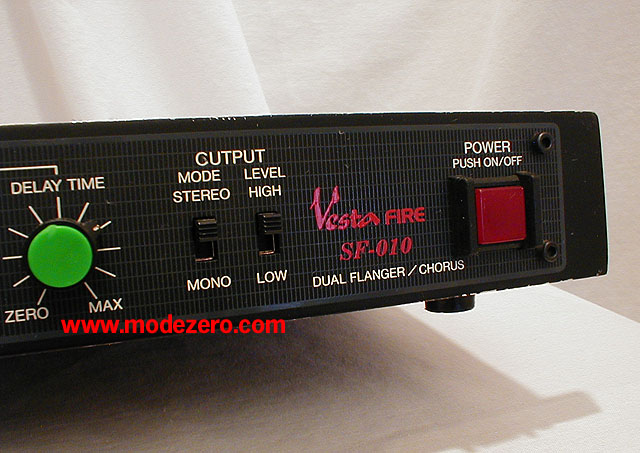 DELAY TIME
ZERO
MAX
CUTPUT
MODE
STEREO
MONO
LEVEL
HIGH
LOW
Vesta FIRE
SF-010
DUAL FLANGER / CHORUS
POWER
PUSH ON/OFF
www.modezero.com